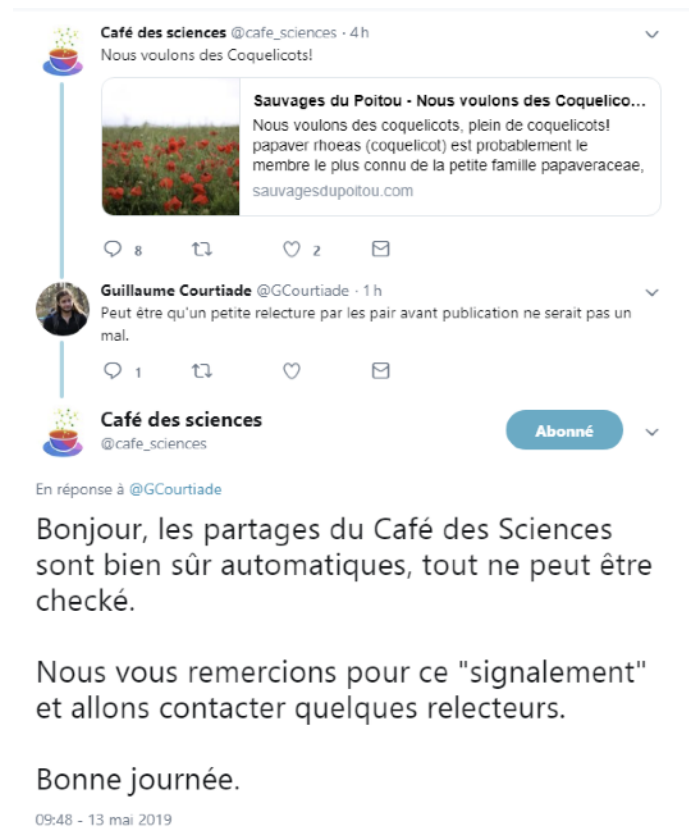 Café des sciences @cafe_sciences · 4h
Nous voulons des Coquelicots!
Sauvages du Poitou - Nous voulons des Coquelico...
Nous voulons des coquelicots, plein de coquelicots!
papaver rhoeas (coquelicot) est probablement le
membre le plus connu de la petite famille papaveraceae,
sauvagesdupoitou.com
8 2
Guillaume Courtiade @GCourtiade · 1h
Peut être qu'un petite relecture par les pair avant publication ne serait pas un
mal.
1
Café des sciences
@cafe_sciences
Abonné
En réponse à @GCourtiade
Bonjour, les partages du Café des Sciences
sont bien sûr automatiques, tout ne peut être
checké.
Nous vous remercions pour ce "signalement"
et allons contacter quelques relecteurs.
Bonne journée.
09:48 - 13 mai 2019